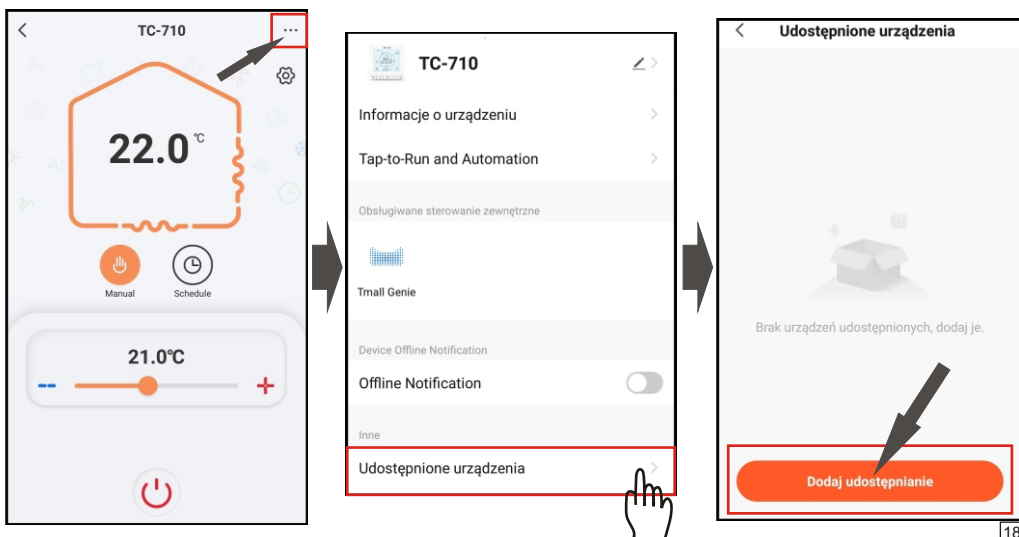 TC-710
22.0 °C
Manual
Schedule
21.0°C
TC-710
Informacje o urządzeniu
Tap-to-Run and Automation
Obsługiwane sterowanie zewnętrzne
Tmall Genie
Device Offline Notification
Offline Notification
Inne
Udostępnione urządzenia
Udostępnione urządzenia
Brak urządzeń udostępnionych, dodaj je.
Dodaj udostępnianie
18